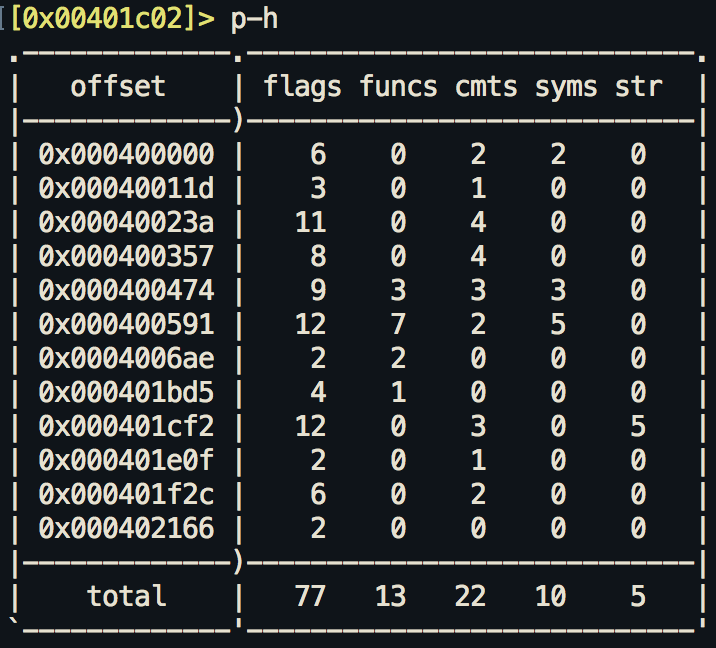 [0x00401c02]> p-h
.-------------.-----------------------------.
|   offset    | flags funcs cmts syms str   |
|-------------)-----------------------------|
| 0x000400000 |    6    0    2    2    0    |
| 0x00040011d |    3    0    1    0    0    |
| 0x00040023a |   11    0    4    0    0    |
| 0x000400357 |    8    0    4    0    0    |
| 0x000400474 |    9    3    3    3    0    |
| 0x000400591 |   12    7    2    5    0    |
| 0x0004006ae |    2    2    0    0    0    |
| 0x000401bd5 |    4    1    0    0    0    |
| 0x000401cf2 |   12    0    3    0    5    |
| 0x000401e0f |    2    0    1    0    0    |
| 0x000401f2c |    6    0    2    0    0    |
| 0x000402166 |    2    0    0    0    0    |
|-------------)-----------------------------|
|    total    |   77   13   22   10    5    |
`-------------'-----------------------------'